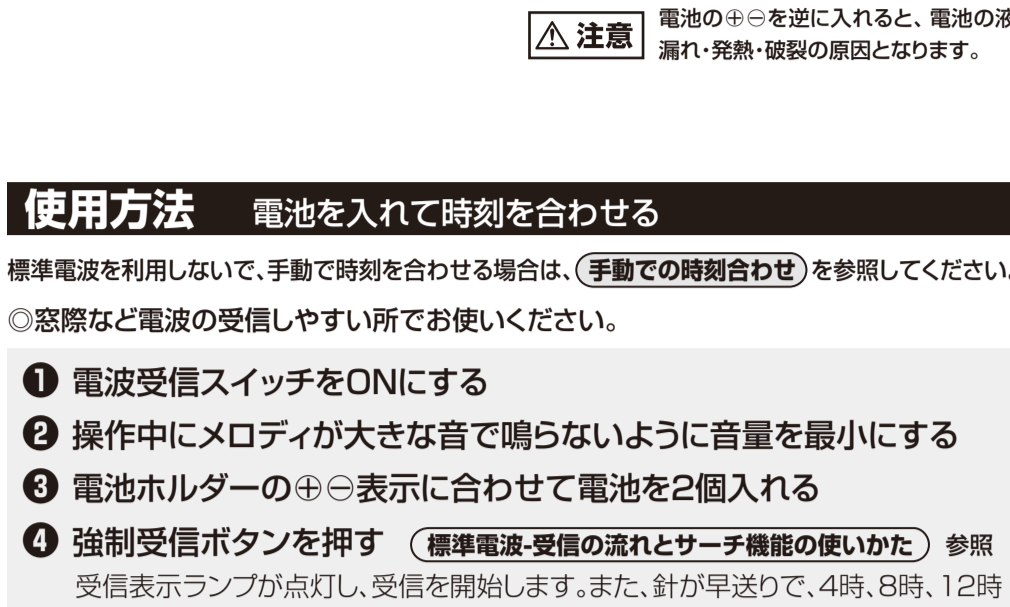 電池の⊕⊖を逆に入れると、電池の液
⚠ 注意
漏れ・発熱・破裂の原因となります。
使用方法 電池を入れて時刻を合わせる
標準電波を利用しないで、手動で時刻を合わせる場合は、手動での時刻合わせを参照してください。
◎窓際など電波の受信しやすい所でお使いください。
❶ 電波受信スイッチをONにする
❷ 操作中にメロディが大きな音で鳴らないように音量を最小にする
❸ 電池ホルダーの⊕⊖表示に合わせて電池を2個入れる
❹ 強制受信ボタンを押す (標準電波-受信の流れとサーチ機能の使いかた) 参照
受信表示ランプが点灯し、受信を開始します。また、針が早送りで、4時、8時、12時